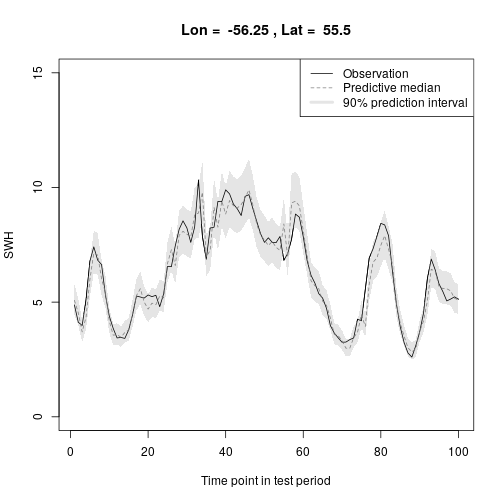 Lon =  -56.25 , Lat =  55.5
Observation
Predictive median
90% prediction interval
SWH
15
10
5
0
0 20 40 60 80 100
Time point in test period